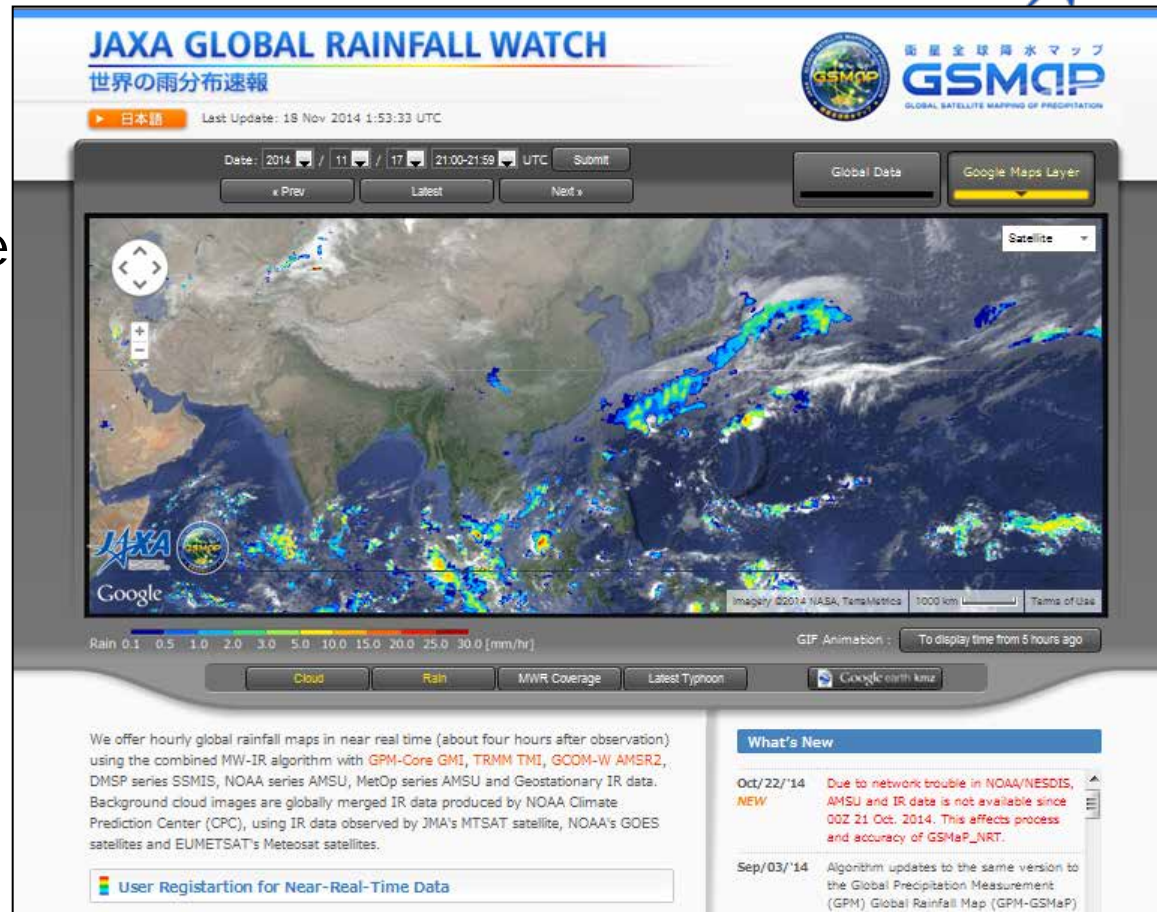 JAXA GLOBAL RAINFALL WATCH
世界の雨分布速報
衛星全球降水マップ
GSMaP
GLOBAL SATELLITE MAPPING OF PRECIPITATION
GSMaP
日本語
Last Update: 18 Nov 2014 1:53:33 UTC
Date: 2014 / 11 / 17 21:00-21:59 UTC Submit
« Prev Latest Next »
Global Data
Google Maps Layer
e
Satellite
+
-
JAXA
GSMaP
Google
Imagery ©2014 NASA, TerraMetrics 1000 km Terms of Use
Rain 0.1 0.5 1.0 2.0 3.0 5.0 10.0 15.0 20.0 25.0 30.0 [mm/hr]
GIF Animation : To display time from 5 hours ago
Cloud Rain MWR Coverage Latest Typhoon Google earth kmz
We offer hourly global rainfall maps in near real time (about four hours after observation)
using the combined MW-IR algorithm with GPM-Core GMI, TRMM TMI, GCOM-W AMSR2,
DMSP series SSMIS, NOAA series AMSU, MetOp series AMSU and Geostationary IR data.
Background cloud images are globally merged IR data produced by NOAA Climate
Prediction Center (CPC), using IR data observed by JMA's MTSAT satellite, NOAA's GOES
satellites and EUMETSAT's Meteosat satellites.
User Registartion for Near-Real-Time Data
What's New
Oct/22/'14 Due to network trouble in NOAA/NESDIS,
NEW AMSU and IR data is not available since
00Z 21 Oct. 2014. This affects process
and accuracy of GSMaP_NRT.
Sep/03/'14 Algorithm updates to the same version to
the Global Precipitation Measurement
(GPM) Global Rainfall Map (GPM-GSMaP)